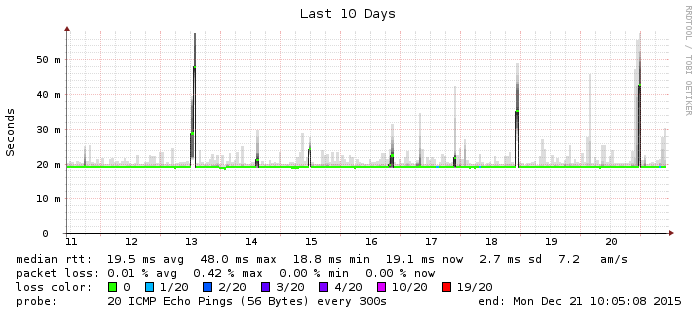 Last 10 Days
RRDTOOL / TOBI OETIKER
Seconds
50 m
40 m
30 m
20 m
10 m
0
11 12 13 14 15 16 17 18 19 20
median rtt: 19.5 ms avg 48.0 ms max 18.8 ms min 19.1 ms now 2.7 ms sd 7.2 am/s
packet loss: 0.01 % avg 0.42 % max 0.00 % min 0.00 % now
loss color: 0 1/20 2/20 3/20 4/20 10/20 19/20
probe: 20 ICMP Echo Pings (56 Bytes) every 300s end: Mon Dec 21 10:05:08 2015